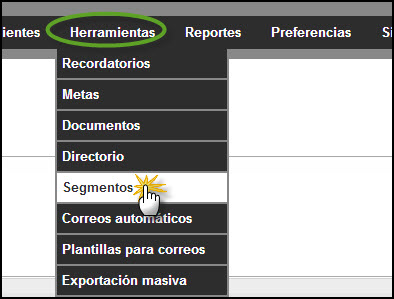 ientes Herramientas Reportes Preferencias Si
Recordatorios
Metas
Documentos
Directorio
Segmentos
Correos automáticos
Plantillas para correos
Exportación masiva